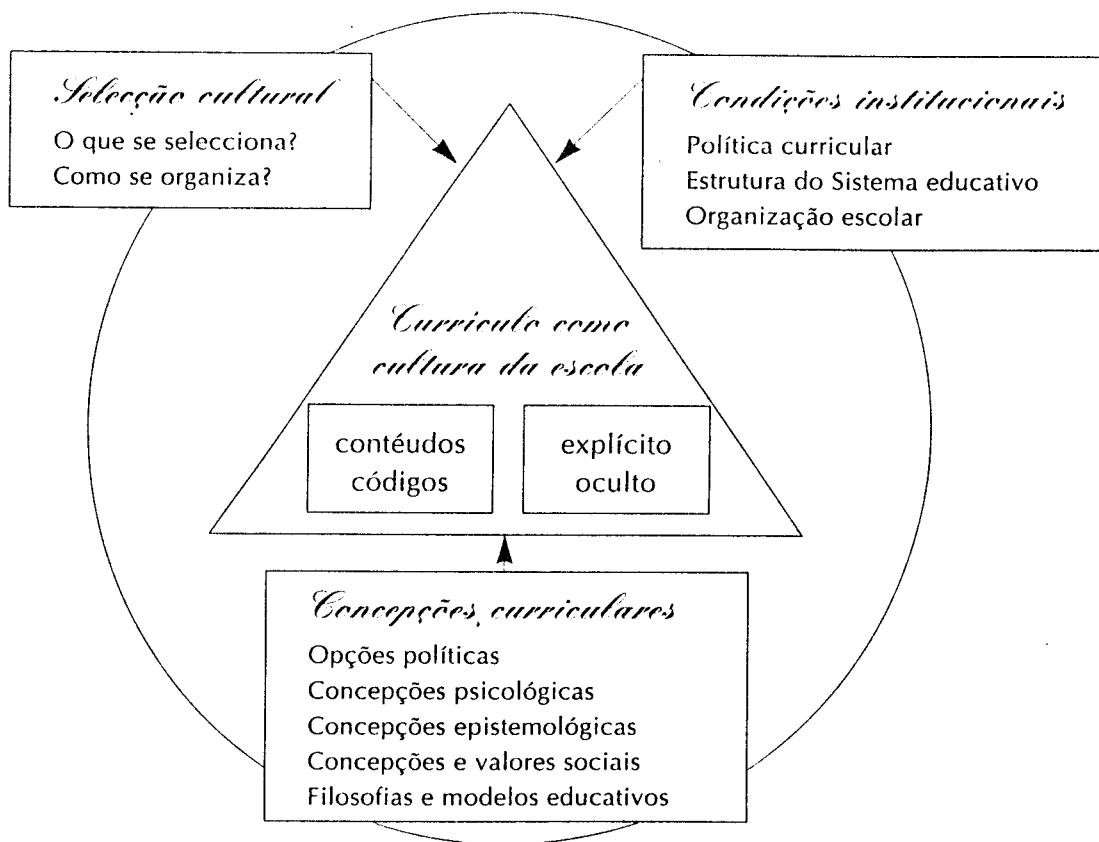 Selecção cultural
O que se selecciona?
Como se organiza?
Condições institucionais
Política curricular
Estrutura do Sistema educativo
Organização escolar
Curriculo como
cultura da escola
contéudos
códigos
explícito
oculto
Concepções curriculares
Opções políticas
Concepções psicológicas
Concepções epistemológicas
Concepções e valores sociais
Filosofias e modelos educativos